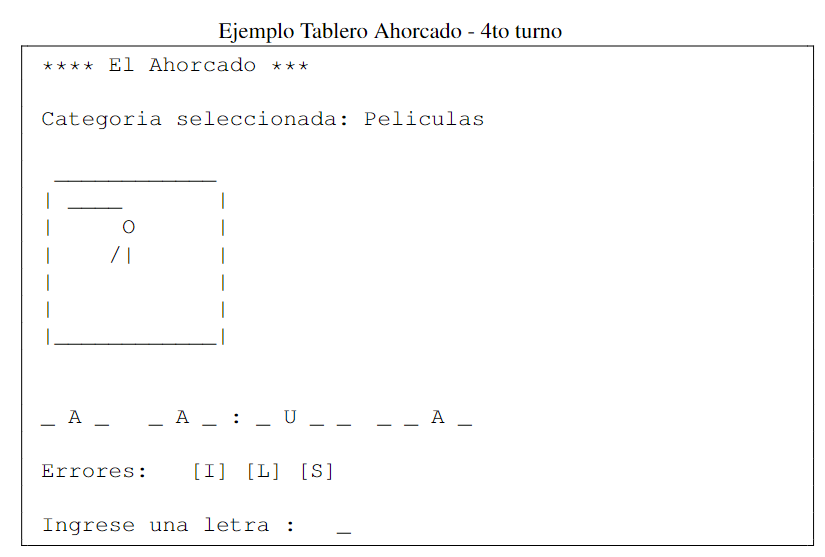 Ejemplo Tablero Ahorcado - 4to turno
**** El Ahorcado ***
Categoria seleccionada: Peliculas
 ____________
| ____       |
|     O      |
|    /|      |
|            |
|            |
|____________|
_ A _   _ A _ : _ U _ _  _ _ A _
Errores:   [I] [L] [S]
Ingrese una letra :   _